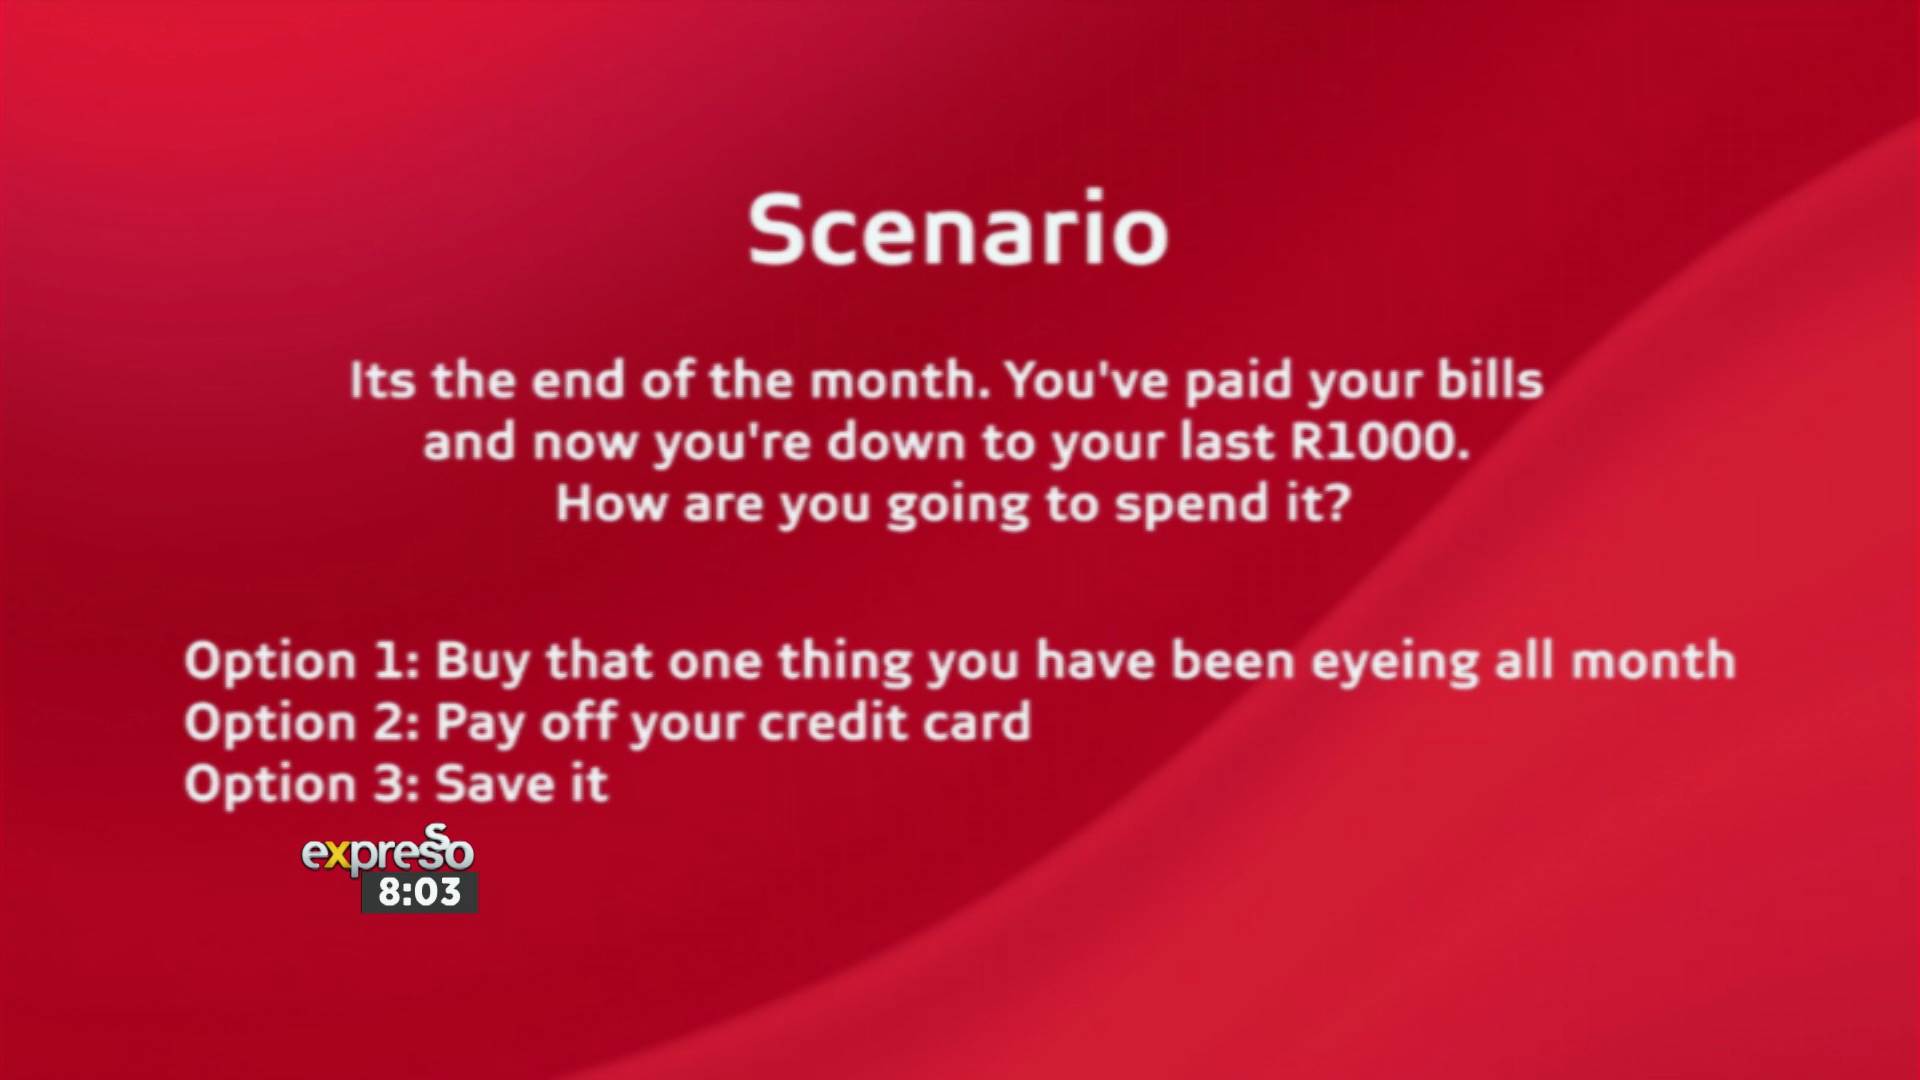 Scenario
Its the end of the month. You've paid your bills
and now you're down to your last R1000.
How are you going to spend it?
Option 1: Buy that one thing you have been eyeing all month
Option 2: Pay off your credit card
Option 3: Save it
expresso
8:03